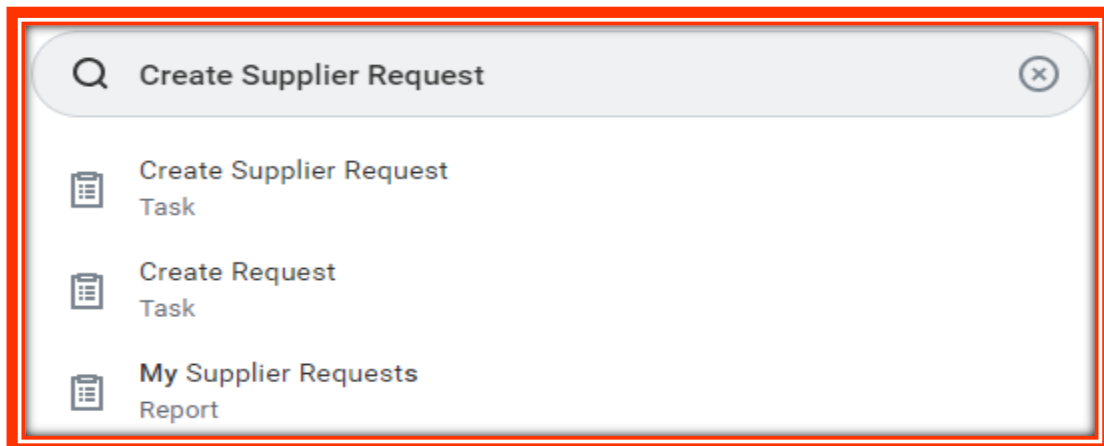 Create Supplier Request
Create Supplier Request
Task
Create Request
Task
My Supplier Requests
Report